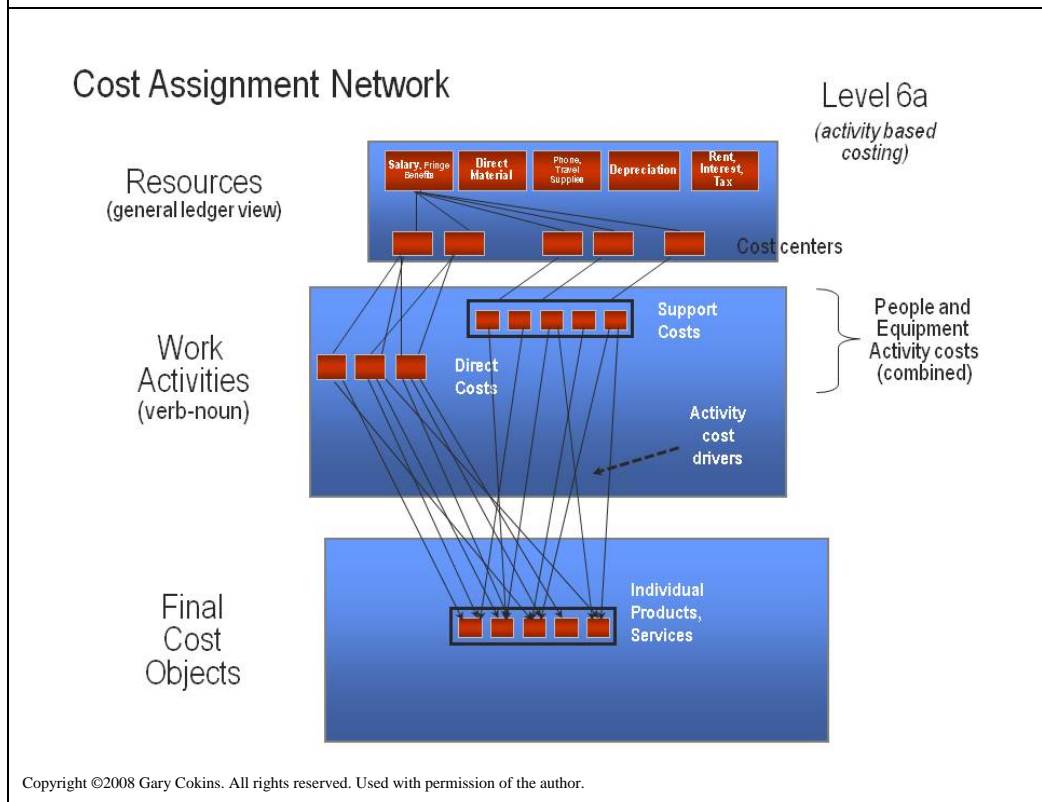 Cost Assignment Network
Level 6a
(activity based
costing)
Resources
(general ledger view)
Salary, Fringe
Benefits
Direct
Material
Phone,
Travel
Supplies
Depreciation
Rent,
Interest,
Tax
Cost centers
Work
Activities
(verb-noun)
Support
Costs
Direct
Costs
Activity
cost
drivers
People and
Equipment
Activity costs
(combined)
Final
Cost
Objects
Individual
Products,
Services
Copyright ©2008 Gary Cokins. All rights reserved. Used with permission of the author.